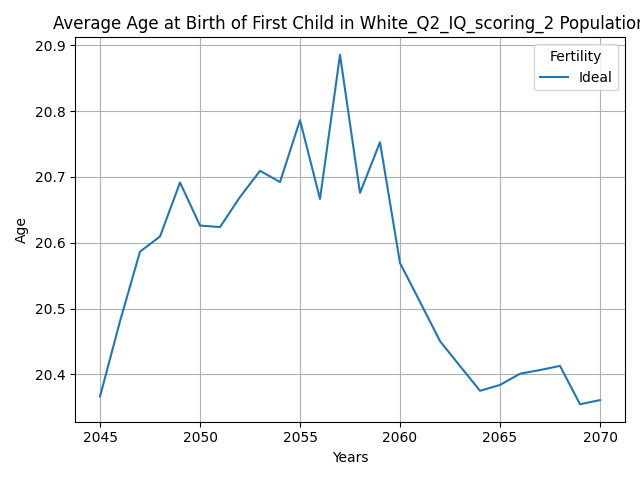 Average Age at Birth of First Child in White_Q2_IQ_scoring_2 Population
Fertility
Ideal
20.9
20.8
20.7
20.6
20.5
20.4
Age
2045 2050 2055 2060 2065 2070
Years